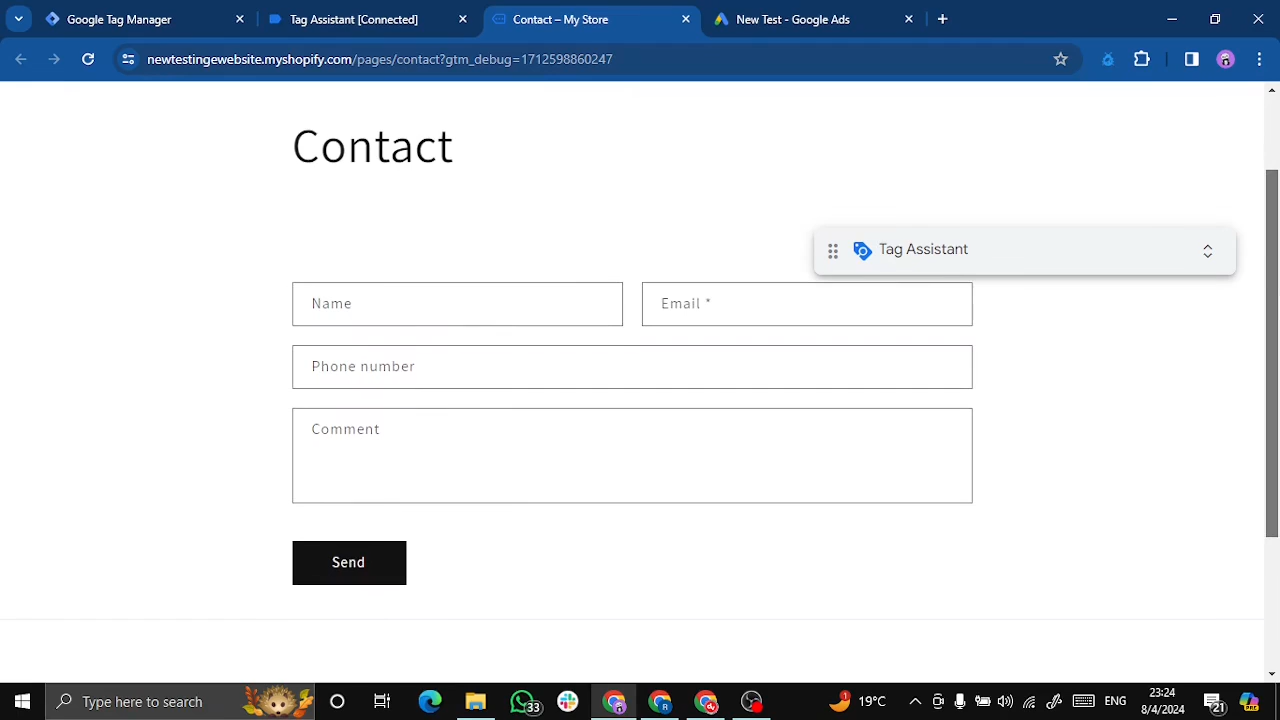 Google Tag Manager
Tag Assistant [Connected]
Contact – My Store
New Test - Google Ads
newtestingewebsite.myshopify.com/pages/contact?gtm_debug=1712598860247
Contact
Tag Assistant
Name
Email *
Phone number
Comment
Send
Type here to search
33
19°C
1
ENG
23:24
8/4/2024
21